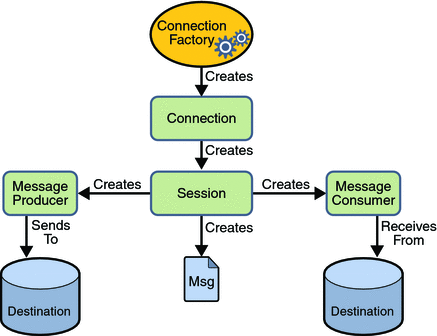 Connection
Factory
Creates
Connection
Creates
Message
Producer
Creates
Session
Creates
Message
Consumer
Sends
To
Creates
Receives
From
Msg
Destination
Destination